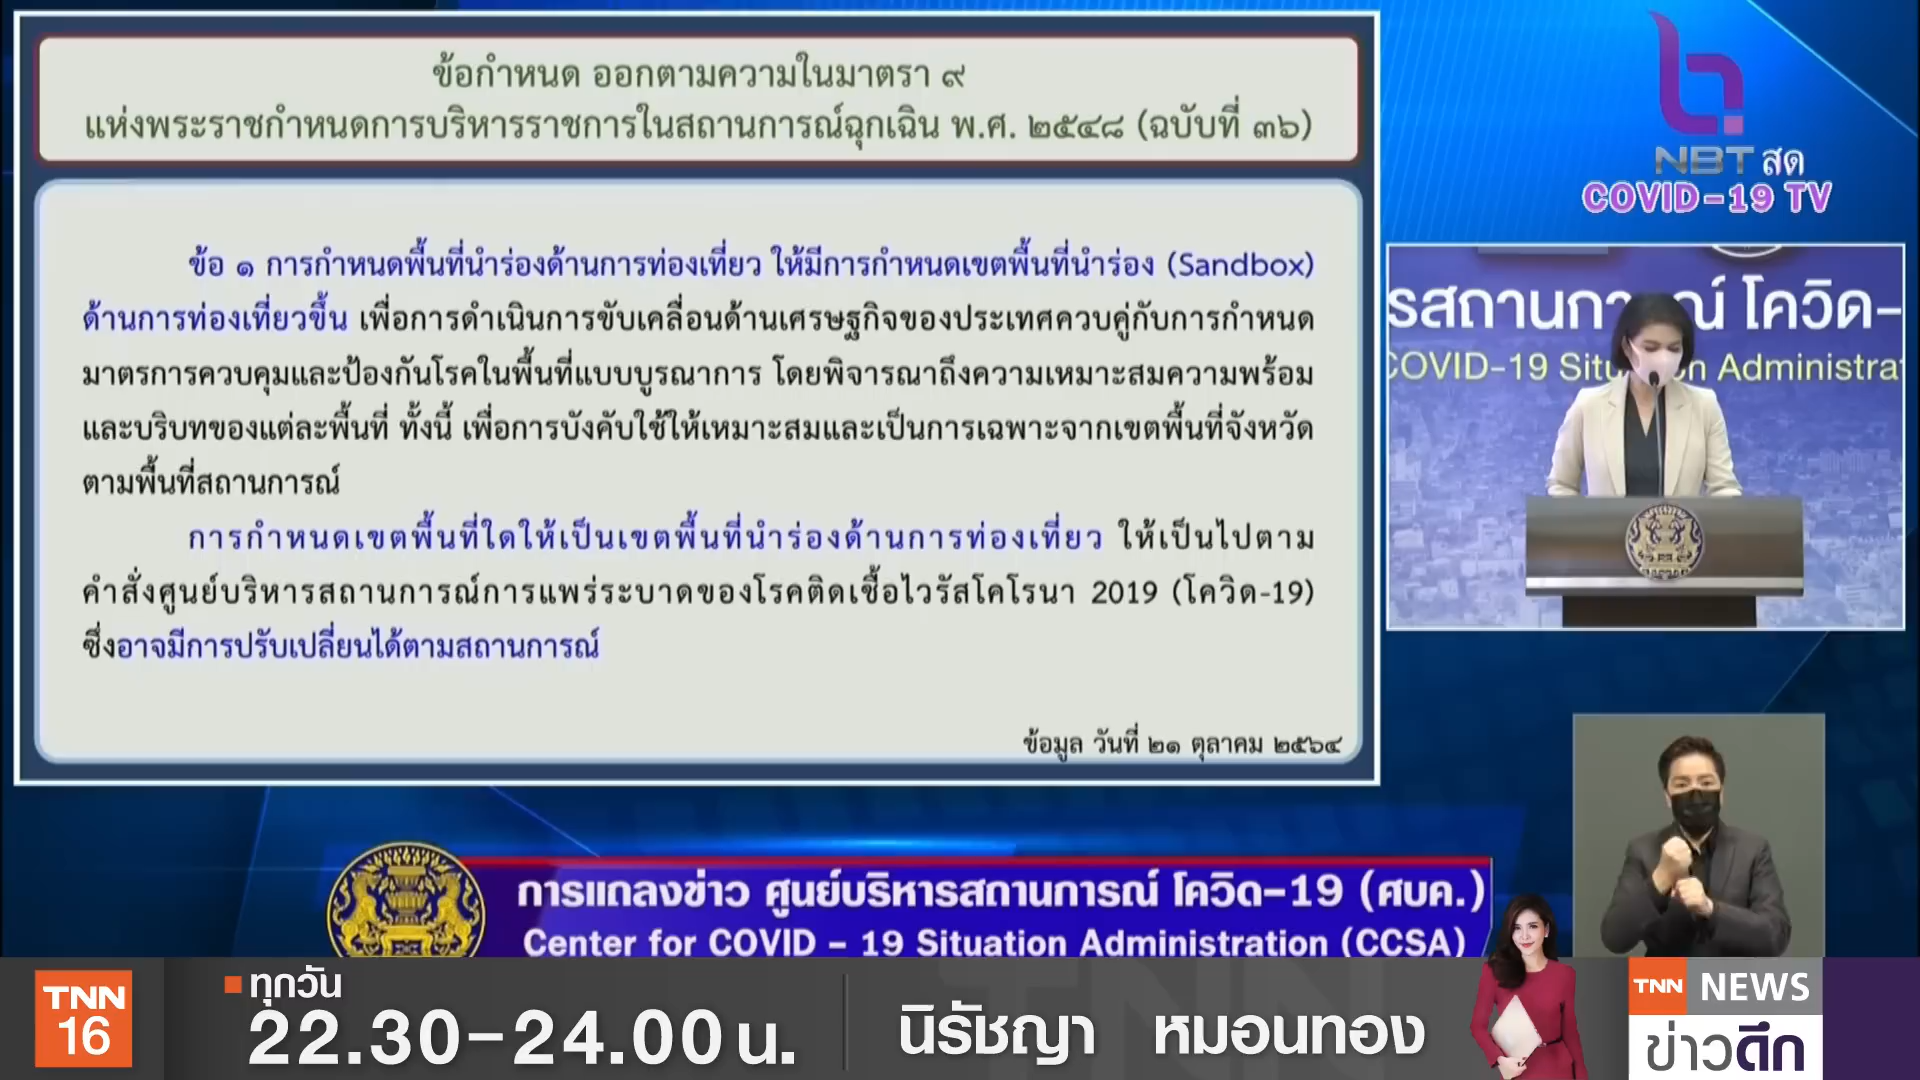 ข้อกำหนด ออกตามความในมาตรา ๙
แห่งพระราชกำหนดการบริหารราชการในสถานการณ์ฉุกเฉิน พ.ศ. ๒๕๔๘ (ฉบับที่ ๓๖)
ข้อ ๑ การกำหนดพื้นที่นำร่องด้านการท่องเที่ยว ให้มีการกำหนดเขตพื้นที่นำร่อง (Sandbox)
ด้านการท่องเที่ยวขึ้น เพื่อการดำเนินการขับเคลื่อนด้านเศรษฐกิจของประเทศควบคู่กับการกำหนด
มาตรการควบคุมและป้องกันโรคในพื้นที่แบบบูรณาการ โดยพิจารณาถึงความเหมาะสมความพร้อม
และบริบทของแต่ละพื้นที่ ทั้งนี้ เพื่อการบังคับใช้ให้เหมาะสมและเป็นการเฉพาะจากเขตพื้นที่จังหวัด
ตามพื้นที่สถานการณ์
การกำหนดเขตพื้นที่ใดให้เป็นเขตพื้นที่นำร่องด้านการท่องเที่ยว ให้เป็นไปตาม
คำสั่งศูนย์บริหารสถานการณ์การแพร่ระบาดของโรคติดเชื้อไวรัสโคโรนา 2019 (โควิด-19)
ซึ่งอาจมีการปรับเปลี่ยนได้ตามสถานการณ์
ข้อมูล วันที่ ๒๑ ตุลาคม ๒๕๖๔
NBT สด
COVID-19 TV
รสถานการณ์ โควิด-
COVID-19 Situation Administrat
การแถลงข่าว ศูนย์บริหารสถานการณ์ โควิด-19 (ศบค.)
Center for COVID - 19 Situation Administration (CCSA)
TNN
16
ทุกวัน
22.30-24.00 น.
นิรัชญา หมอนทอง
TNN NEWS
ข่าวดึก